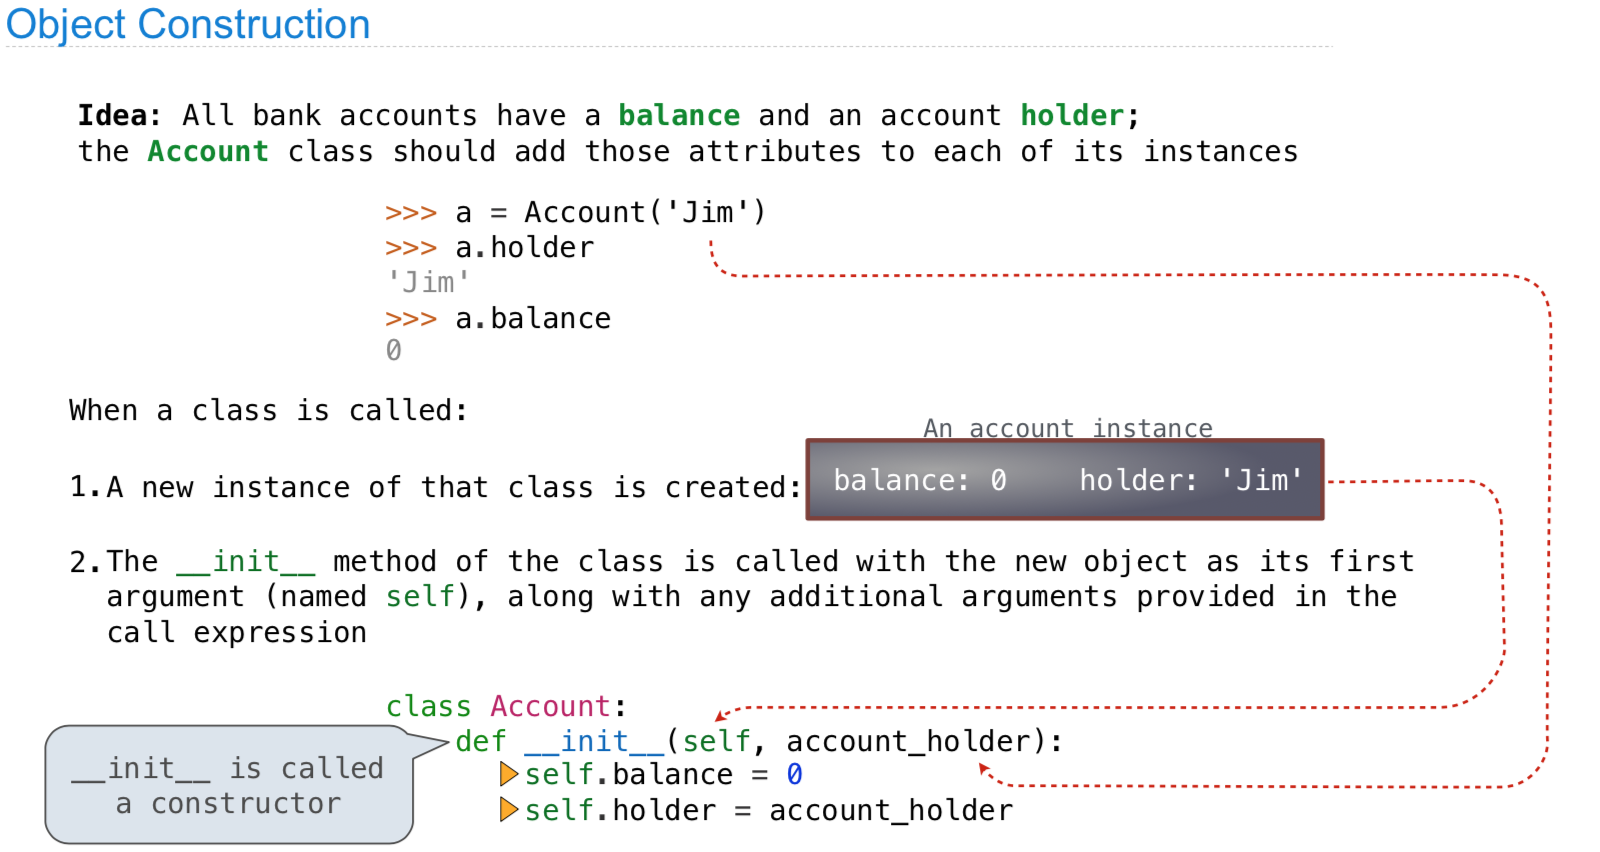 Object Construction
Idea: All bank accounts have a balance and an account holder;
the Account class should add those attributes to each of its instances
>>> a = Account('Jim')
>>> a.holder
'Jim'
>>> a.balance
0
When a class is called:
An account instance
1. A new instance of that class is created:
balance: 0 holder: 'Jim'
2. The __init__ method of the class is called with the new object as its first
argument (named self), along with any additional arguments provided in the
call expression
class Account:
def __init__(self, account_holder):
self.balance = 0
self.holder = account_holder
__init__ is called
a constructor